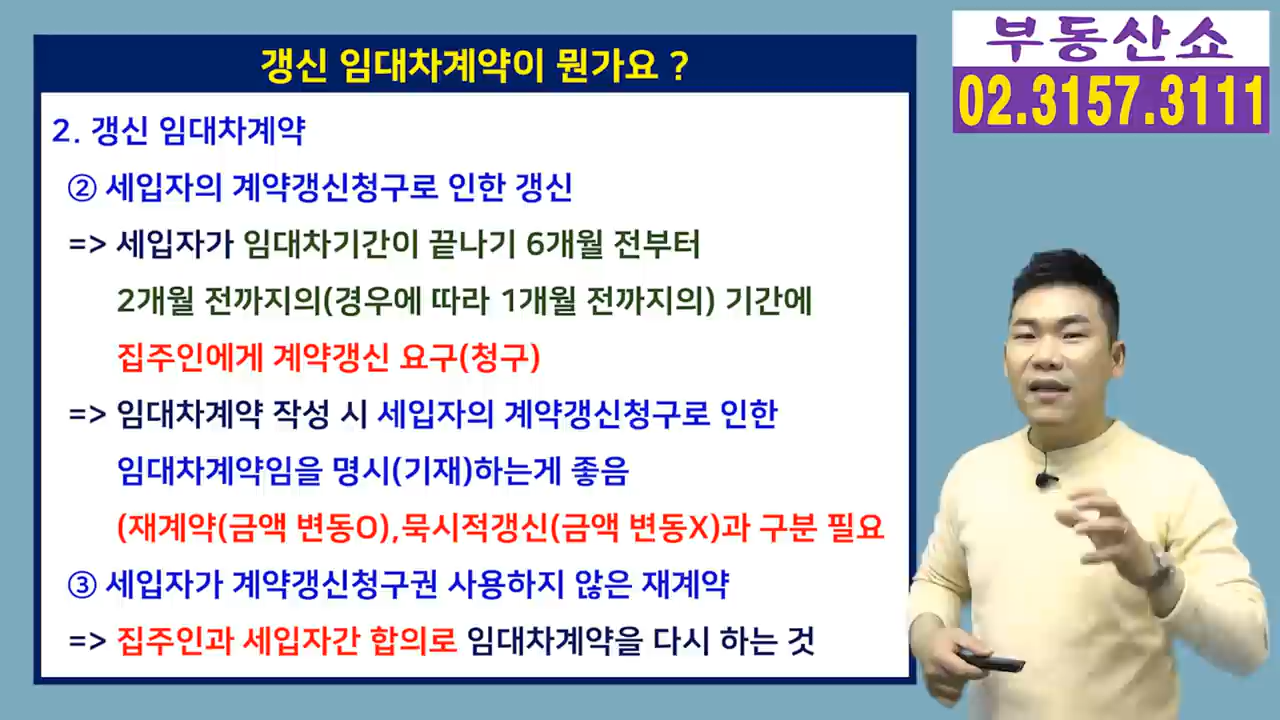 갱신 임대차계약이 뭔가요 ?
부동산쇼
02.3157.3111
2. 갱신 임대차계약
② 세입자의 계약갱신청구로 인한 갱신
=> 세입자가 임대차기간이 끝나기 6개월 전부터
2개월 전까지의(경우에 따라 1개월 전까지의) 기간에
집주인에게 계약갱신 요구(청구)
=> 임대차계약 작성 시 세입자의 계약갱신청구로 인한
임대차계약임을 명시(기재)하는게 좋음
(재계약(금액 변동O),묵시적갱신(금액 변동X)과 구분 필요
③ 세입자가 계약갱신청구권 사용하지 않은 재계약
=> 집주인과 세입자간 합의로 임대차계약을 다시 하는 것